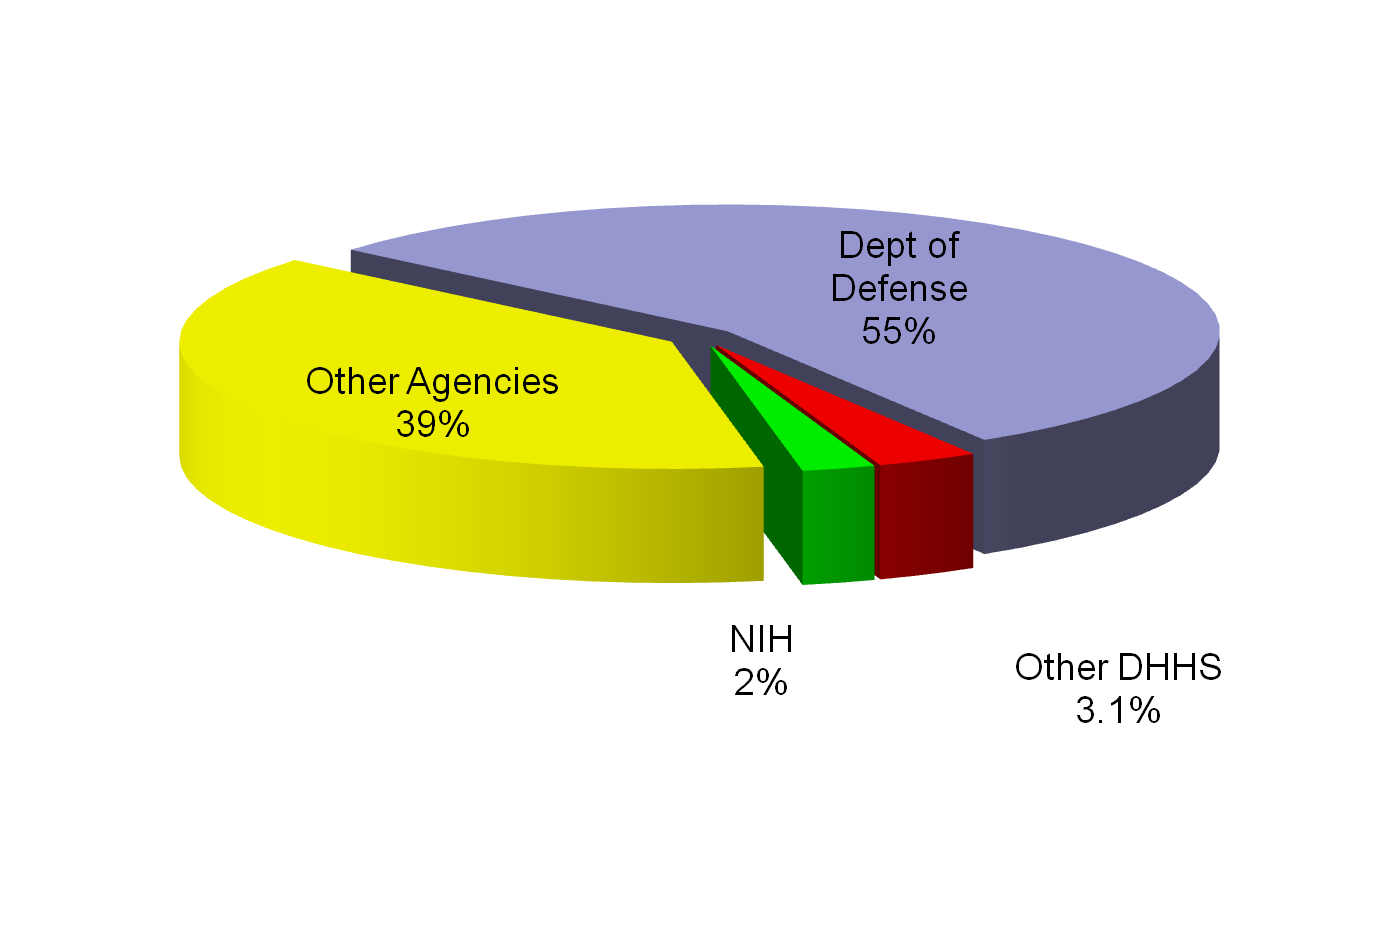 Dept of
Defense
55%
Other Agencies
39%
NIH
2%
Other DHHS
3.1%